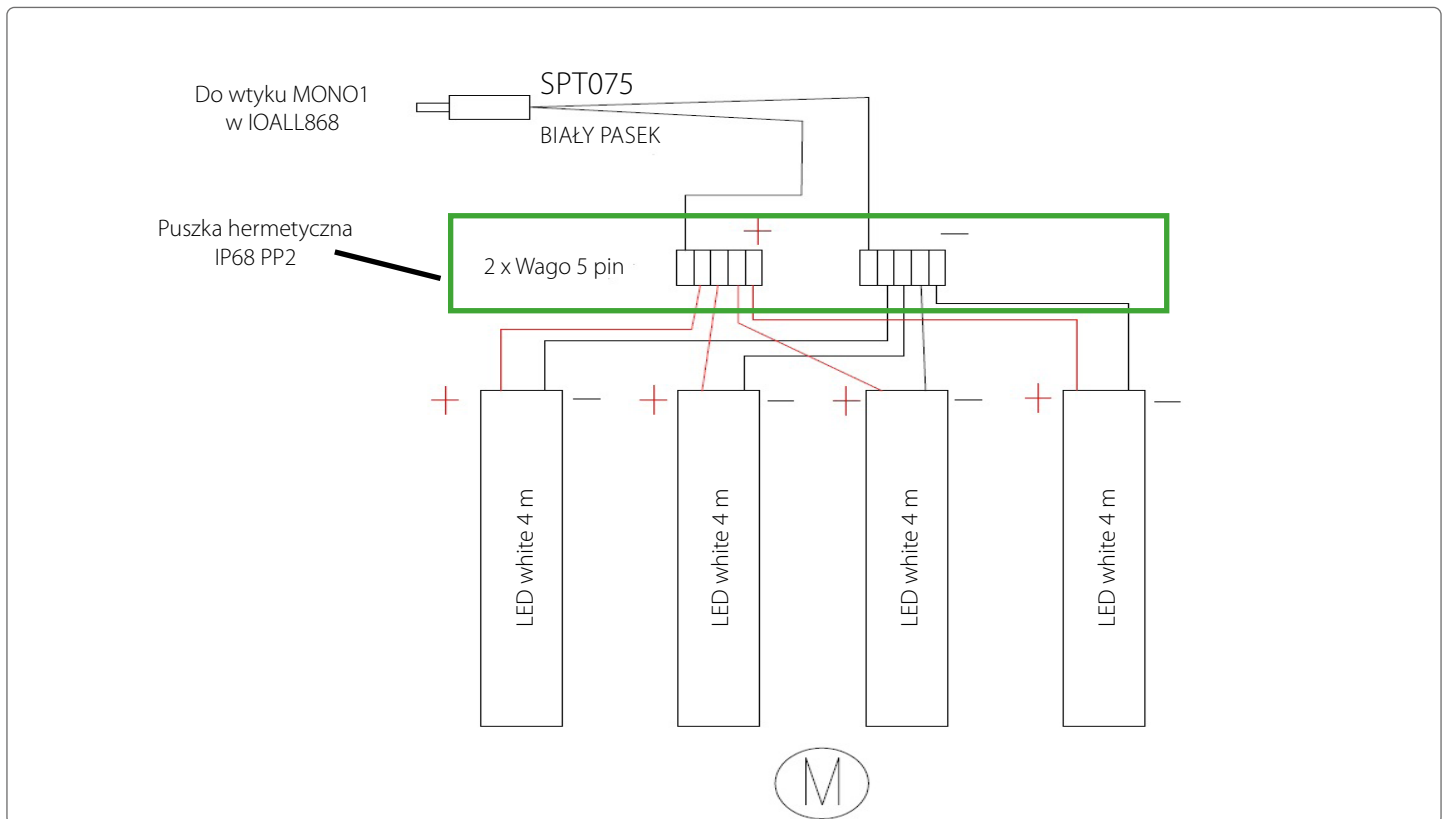 SPT075
Do wtyku MONO1
w IOALL868
BIAŁY PASEK
Puszka hermetyczna
IP68 PP2
+
—
2 x Wago 5 pin
+ — + — + — + —
LED white 4 m
LED white 4 m
LED white 4 m
LED white 4 m
M